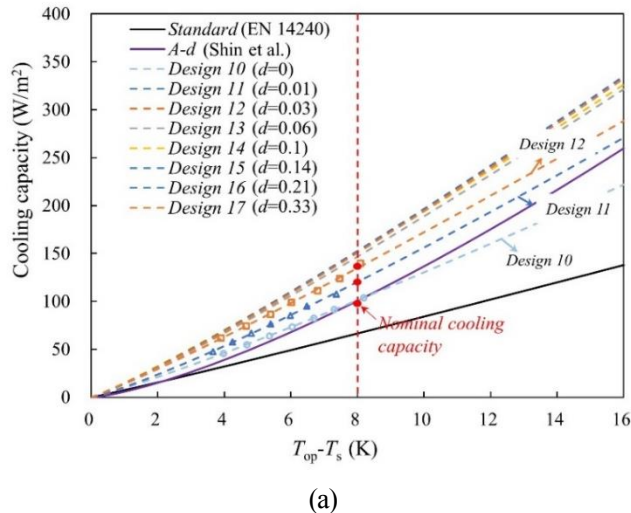 400
350
300
250
200
150
100
50
0
Cooling capacity (W/m²)
Standard (EN 14240)
A-d (Shin et al.)
Design 10 (d=0)
Design 11 (d=0.01)
Design 12 (d=0.03)
Design 13 (d=0.06)
Design 14 (d=0.1)
Design 15 (d=0.14)
Design 16 (d=0.21)
Design 17 (d=0.33)
Design 12
Design 11
Design 10
Nominal cooling
capacity
0 2 4 6 8 10 12 14 16
Top-Ts (K)
(a)